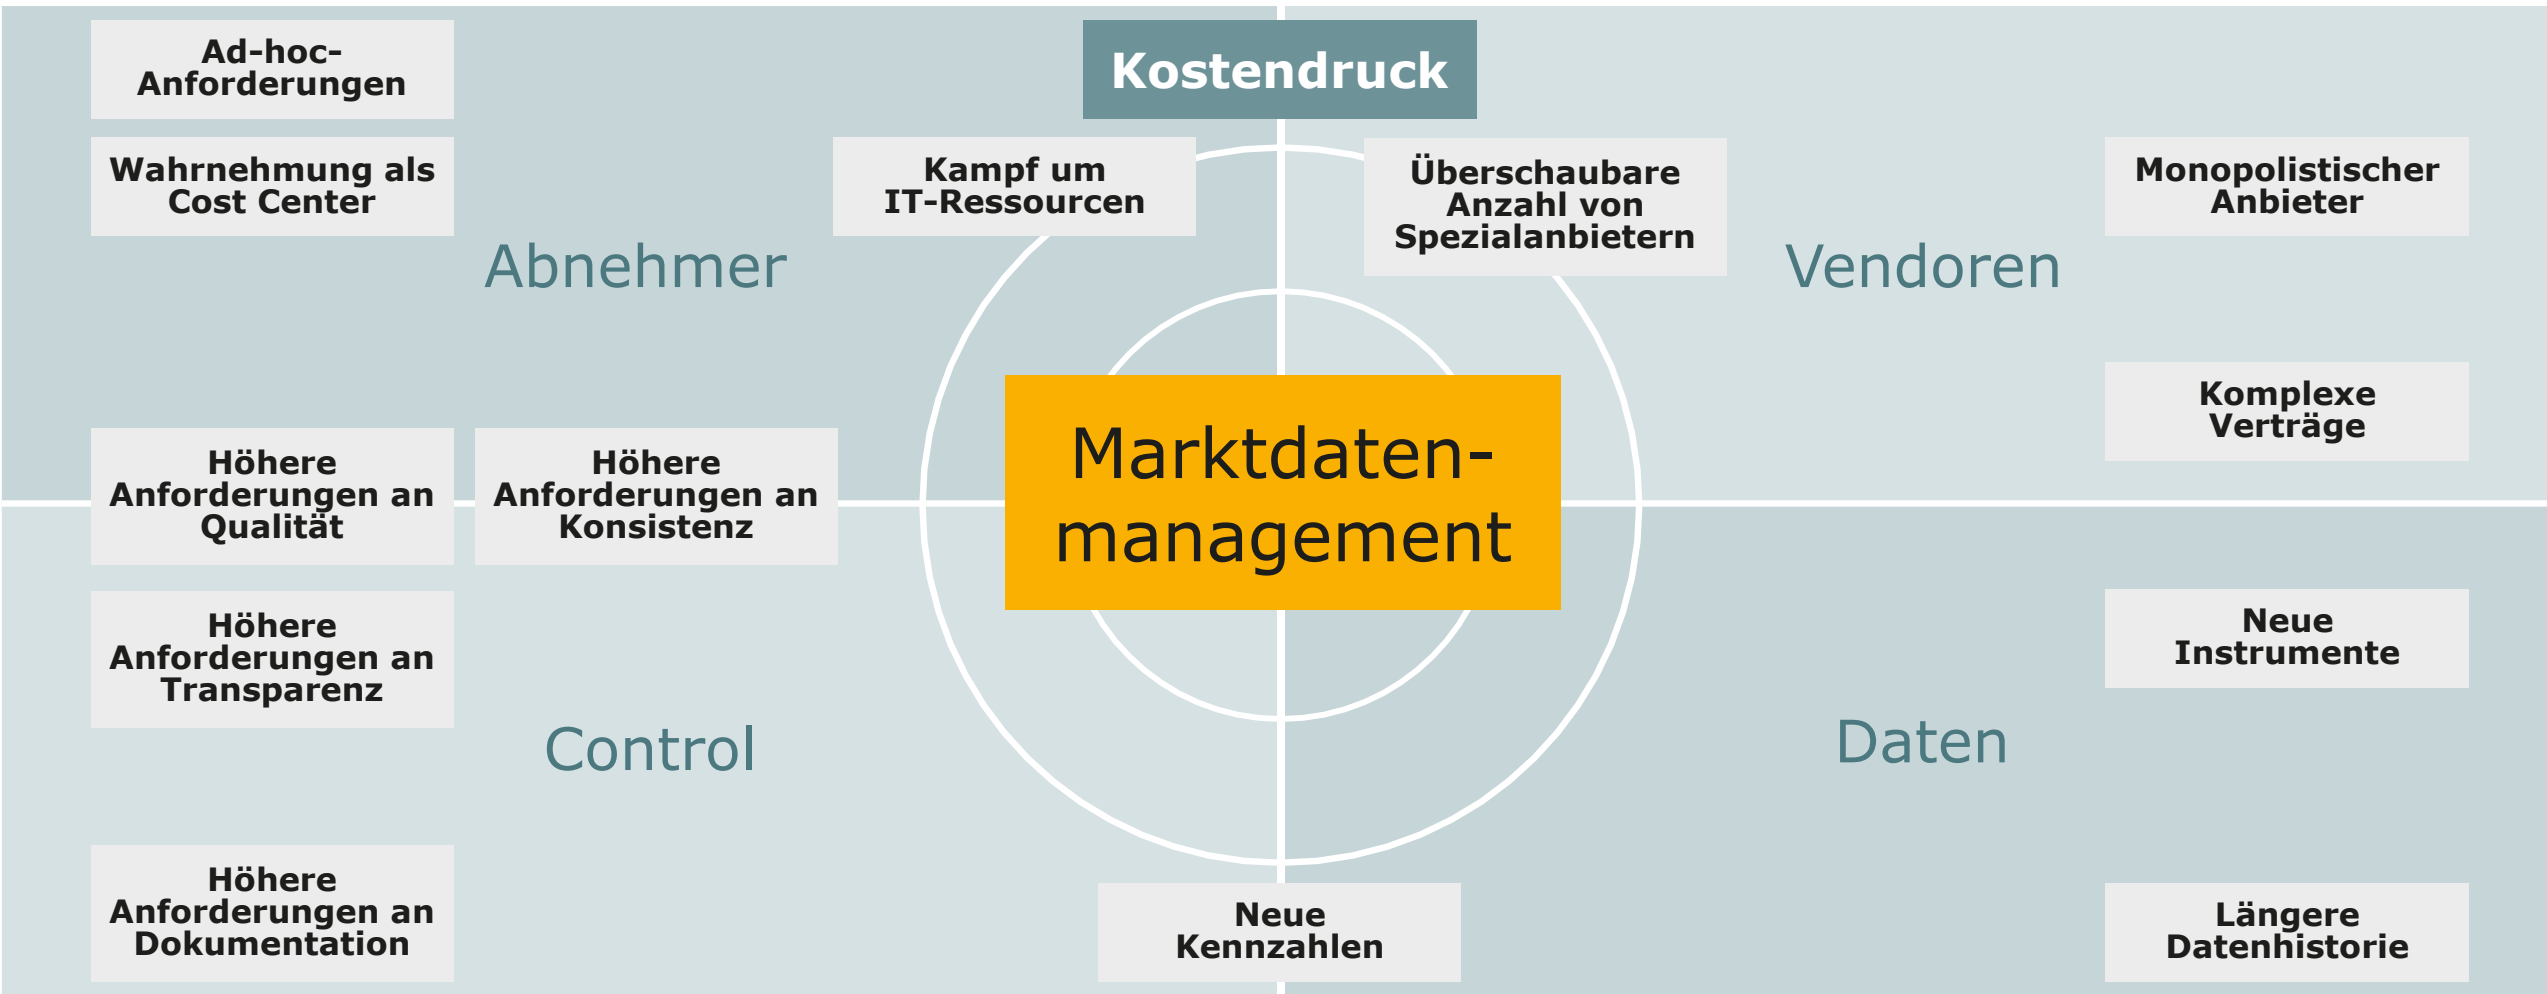 Ad-hoc-
Anforderungen
Kostendruck
Wahrnehmung als
Cost Center
Kampf um
IT-Ressourcen
Überschaubare
Anzahl von
Spezialanbietern
Monopolistischer
Anbieter
Abnehmer
Vendoren
Komplexe
Verträge
Höhere
Anforderungen an
Qualität
Höhere
Anforderungen an
Konsistenz
Marktdaten-
management
Höhere
Anforderungen an
Transparenz
Neue
Instrumente
Control
Daten
Höhere
Anforderungen an
Dokumentation
Neue
Kennzahlen
Längere
Datenhistorie